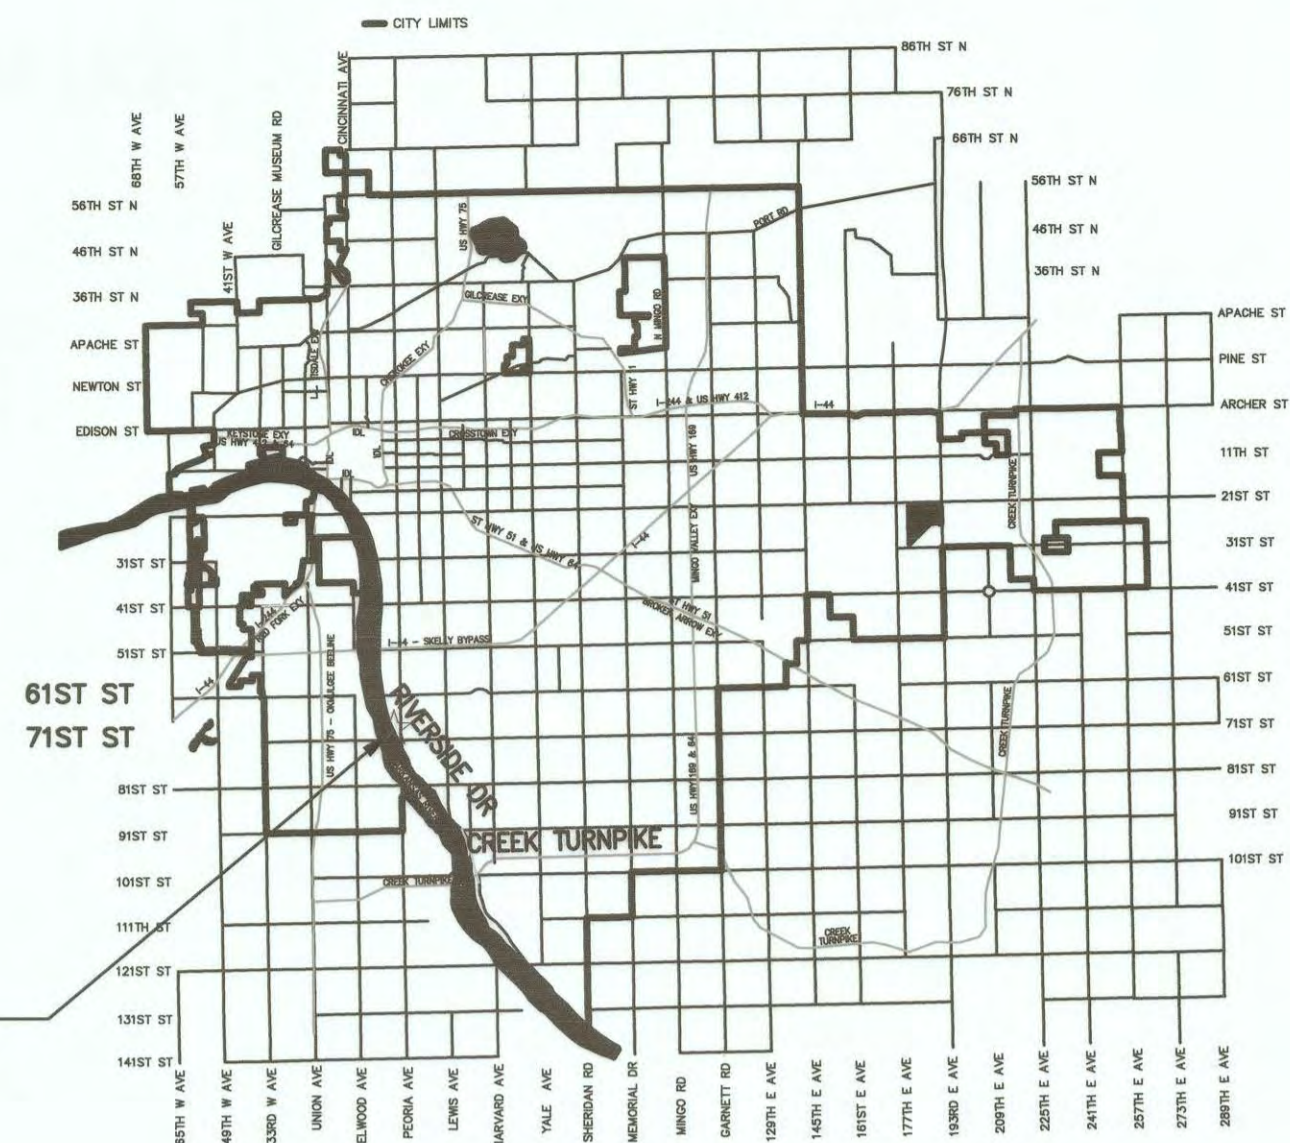 CITY LIMITS
86TH ST N
76TH ST N
66TH ST N
56TH ST N
46TH ST N
36TH ST N
CINCINNATI AVE
68TH W AVE
57TH W AVE
GILCREASE MUSEUM RD
41ST W AVE
56TH ST N
46TH ST N
36TH ST N
APACHE ST
NEWTON ST
EDISON ST
US HWY 75
PORT RD
GILCREASE EXY
N MINGO RD
CHEROKEE EXY
ST HWY 11
I-244 & US HWY 412
I-44
KEYSTONE EXY
IDL
IDL
IDL
IDL
CROSSTOWN EXY
US HWY 169
APACHE ST
PINE ST
ARCHER ST
11TH ST
21ST ST
31ST ST
41ST ST
51ST ST
61ST ST
71ST ST
81ST ST
91ST ST
101ST ST
CREEK TURNPIKE
ST HWY 51 & US HWY 64
I-44
MINGO VALLEY EXY
ST HWY 51
BROKEN ARROW EXY
31ST ST
41ST ST
51ST ST
RED FORK EXY
I-44 - SKELLY BYPASS
I-44
US HWY 75 - OKMULGEE BEELINE
61ST ST
71ST ST
RIVERSIDE DR
US HWY 169 & 64
CREEK TURNPIKE
81ST ST
91ST ST
101ST ST
111TH ST
121ST ST
131ST ST
141ST ST
CREEK TURNPIKE
CREEK TURNPIKE
CREEK
TURNPIKE
65TH W AVE
49TH W AVE
33RD W AVE
UNION AVE
ELWOOD AVE
PEORIA AVE
LEWIS AVE
HARVARD AVE
YALE AVE
SHERIDAN RD
MEMORIAL DR
MINGO RD
GARNETT RD
129TH E AVE
145TH E AVE
161ST E AVE
177TH E AVE
193RD E AVE
209TH E AVE
225TH E AVE
241TH E AVE
257TH E AVE
273TH E AVE
289TH E AVE